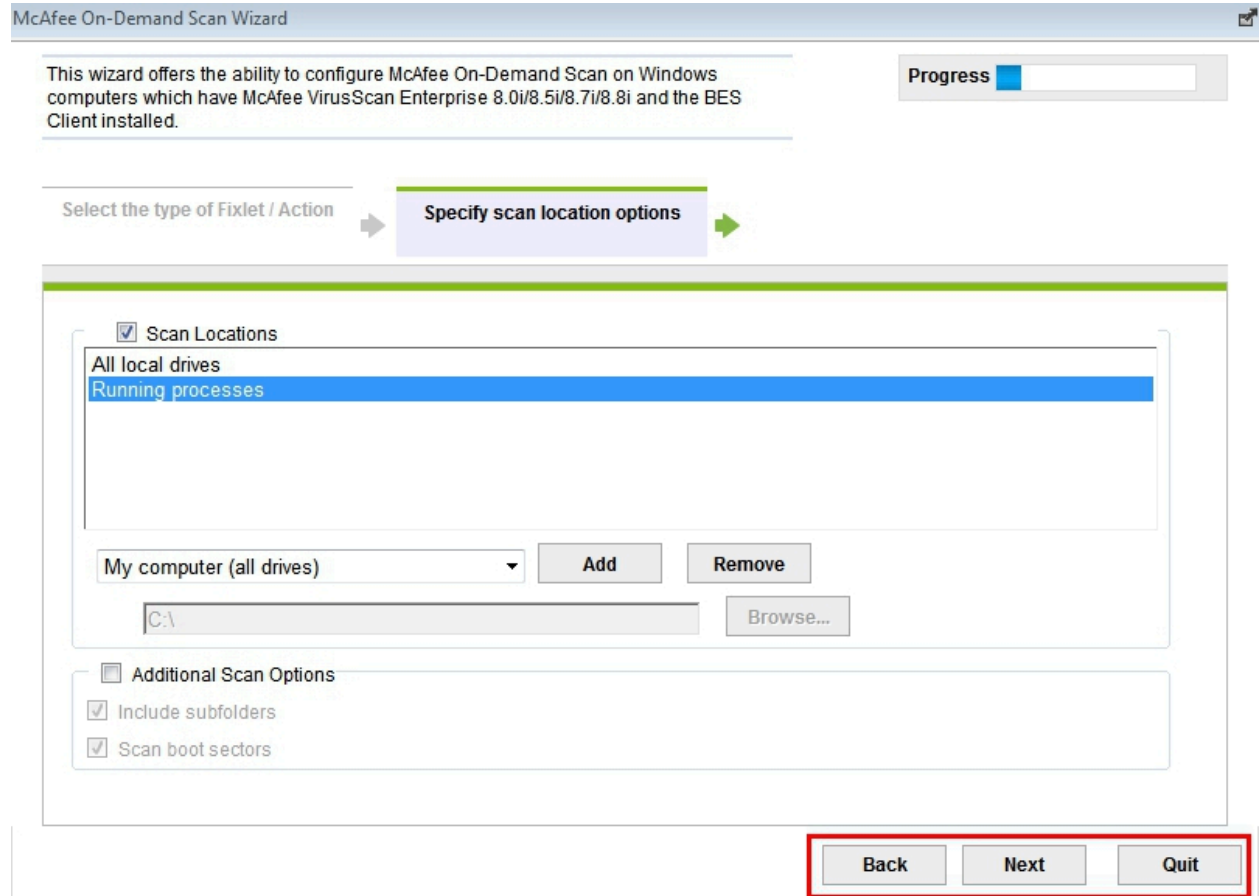 McAfee On-Demand Scan Wizard
This wizard offers the ability to configure McAfee On-Demand Scan on Windows
computers which have McAfee VirusScan Enterprise 8.0i/8.5i/8.7i/8.8i and the BES
Client installed.
Progress
Select the type of Fixlet / Action
Specify scan location options
Scan Locations
All local drives
Running processes
My computer (all drives)
Add
Remove
C:\
Browse...
Additional Scan Options
Include subfolders
Scan boot sectors
Back
Next
Quit